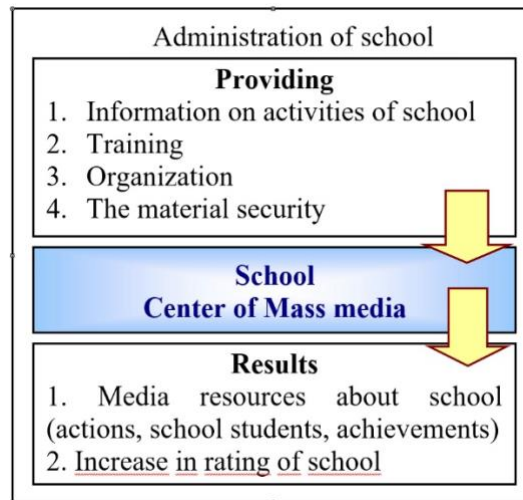 Administration of school
Providing
1. Information on activities of school
2. Training
3. Organization
4. The material security
School
Center of Mass media
Results
1. Media resources about school
(actions, school students, achievements)
2. Increase in rating of school